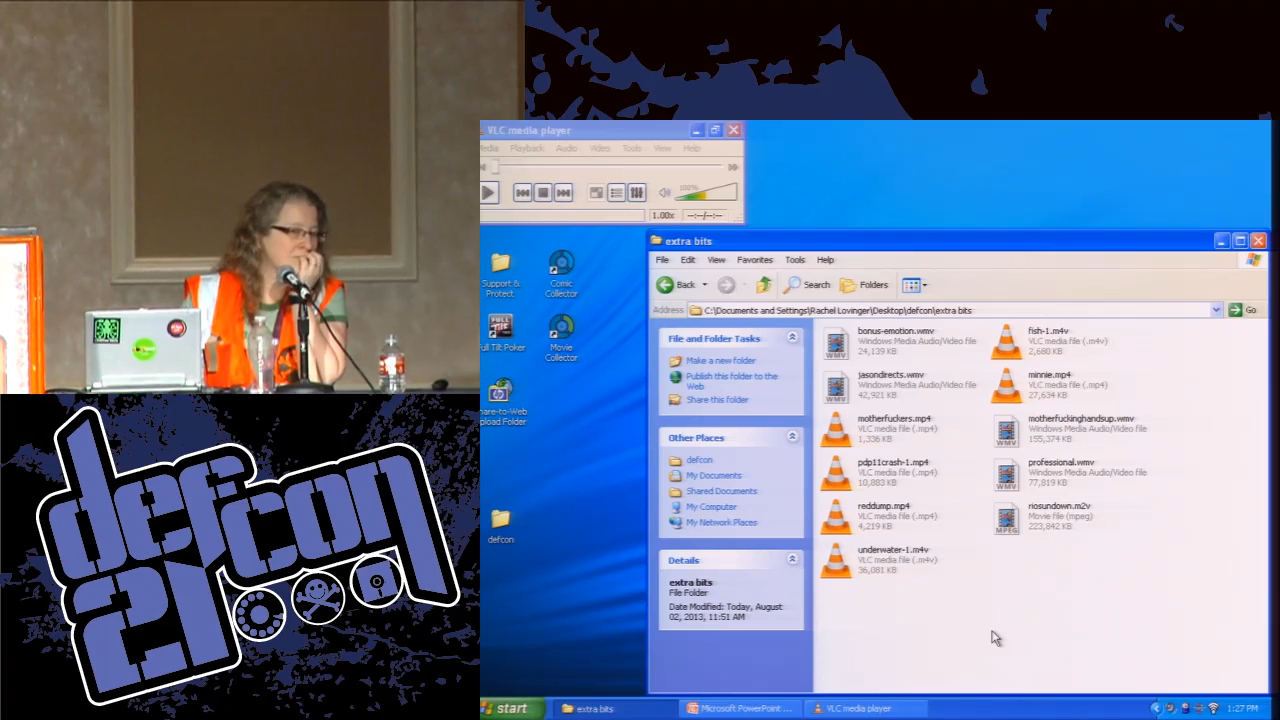 VLC media player
Media Playback Audio Video Tools View Help
100%
1.00x --:--/--:--
Support & Protect
Comic Collector
Full Tilt Poker
Movie Collector
Share-to-Web Upload Folder
defcon
extra bits
File Edit View Favorites Tools Help
Back Search Folders
Address C:\Documents and Settings\Rachel Lovinger\Desktop\defcon\extra bits Go
File and Folder Tasks
Make a new folder
Publish this folder to the
Web
Share this folder
Other Places
defcon
My Documents
Shared Documents
My Computer
My Network Places
Details
extra bits
File Folder
Date Modified: Today, August
02, 2013, 11:51 AM
bonus-emotion.wmv
Windows Media Audio/Video file
24,139 KB
fish-1.m4v
VLC media file (.m4v)
2,680 KB
jasondirects.wmv
Windows Media Audio/Video file
42,921 KB
minnie.mp4
VLC media file (.mp4)
27,634 KB
motherfuckers.mp4
VLC media file (.mp4)
1,336 KB
motherfuckinghandsup.wmv
Windows Media Audio/Video file
155,374 KB
pdp11crash-1.mp4
VLC media file (.mp4)
10,883 KB
professional.wmv
Windows Media Audio/Video file
77,819 KB
reddump.mp4
VLC media file (.mp4)
4,219 KB
riosundown.m2v
Movie file (mpeg)
223,842 KB
underwater-1.m4v
VLC media file (.m4v)
36,081 KB
WMV
WMV
WMV
WMV
MPEG
start extra bits Microsoft PowerPoint ... VLC media player 1:27 PM
defcon
21